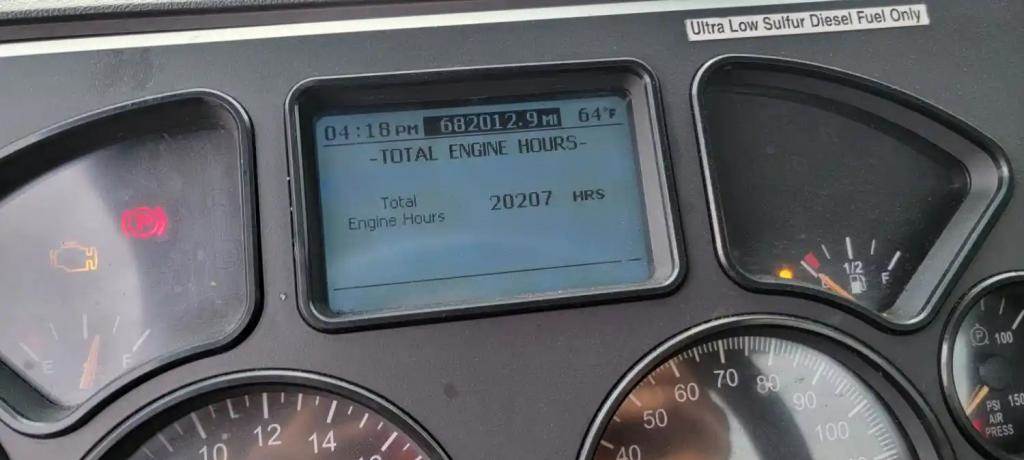 Ultra Low Sulfur Diesel Fuel Only
04:18 PM 682012.9 MI 64°F
-TOTAL ENGINE HOURS-
Total
Engine Hours 20207 HRS
P
E F
1/2 F
10 12 14
40 50 60 70 80 90 100
P
100
150
PSI
AIR
PRESS